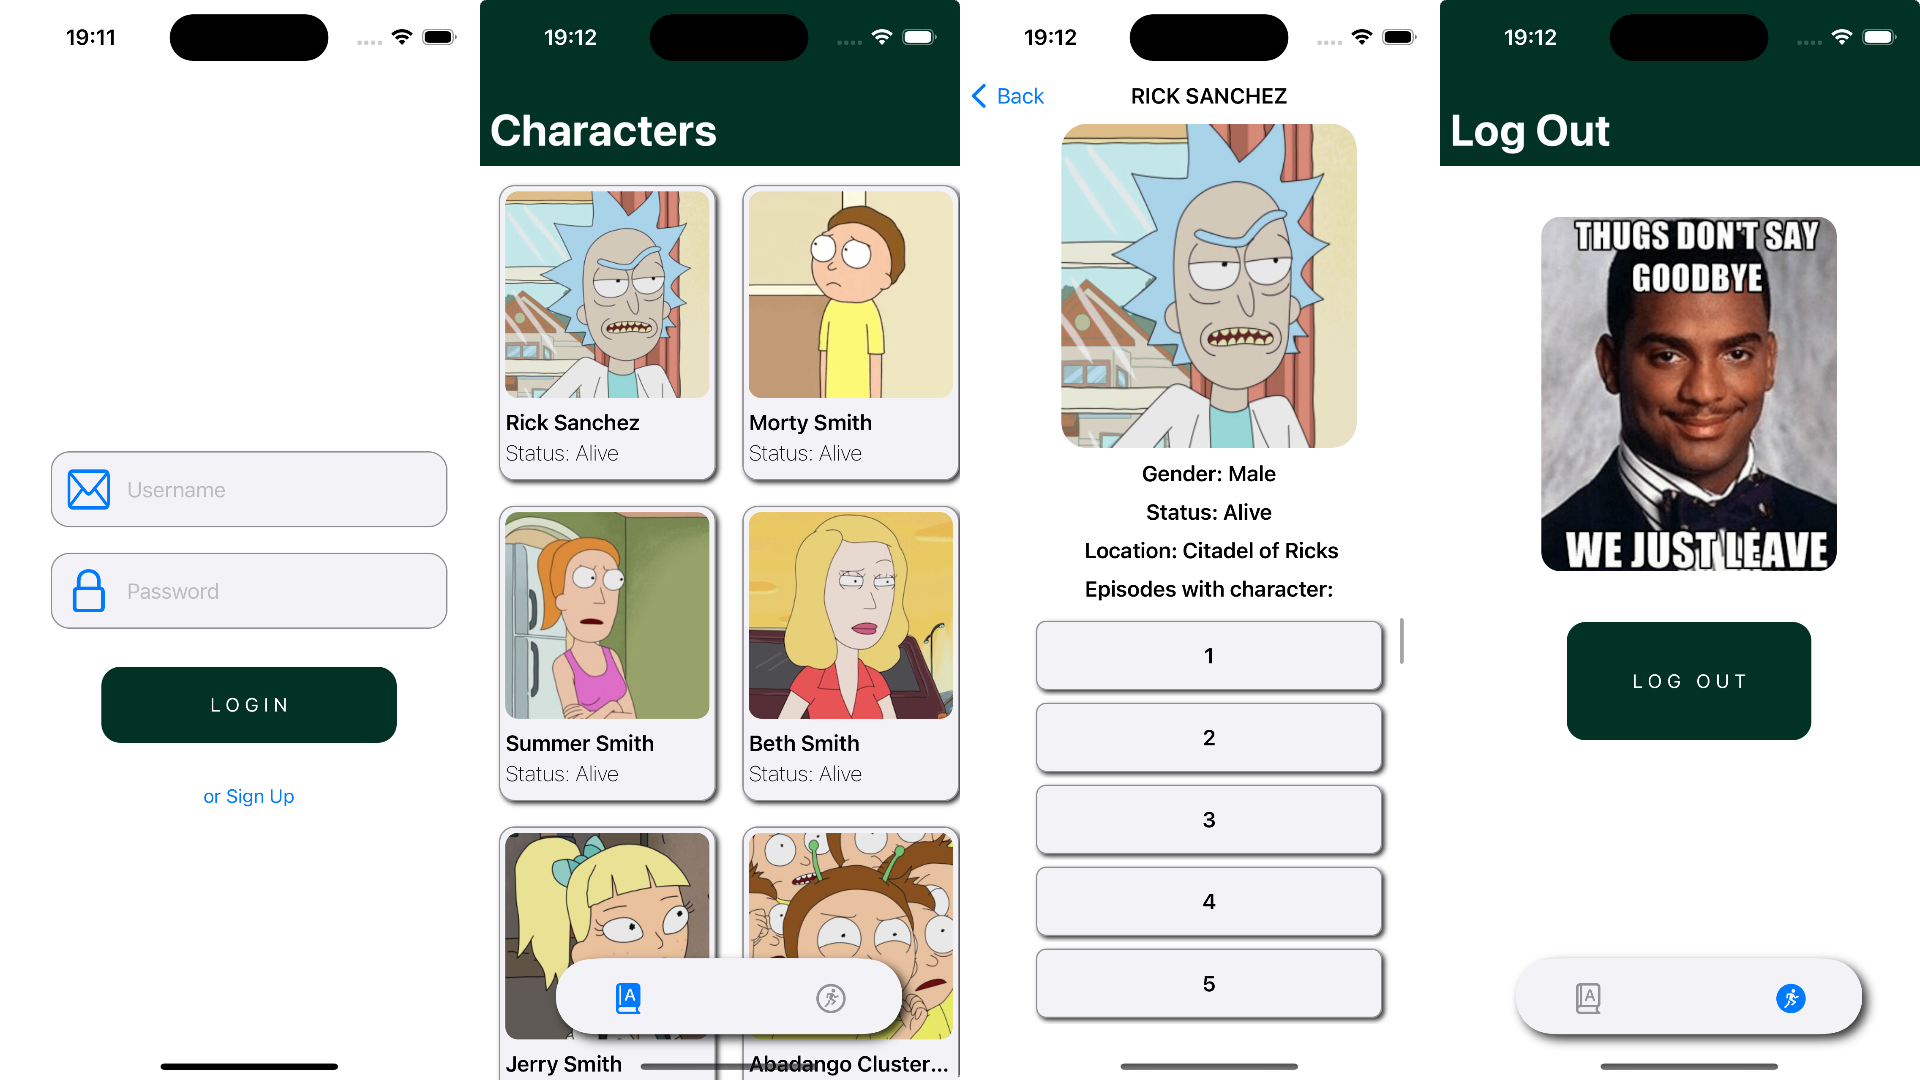 19:11
Username
Password
LOGIN
or Sign Up
19:12
Characters
Rick Sanchez
Status: Alive
Morty Smith
Status: Alive
Summer Smith
Status: Alive
Beth Smith
Status: Alive
A
Jerry Smith
Abadango Cluster...
19:12
Back
RICK SANCHEZ
Gender: Male
Status: Alive
Location: Citadel of Ricks
Episodes with character:
1
2
3
4
5
19:12
Log Out
THUGS DON'T SAY
GOODBYE
WE JUST LEAVE
LOG OUT
A